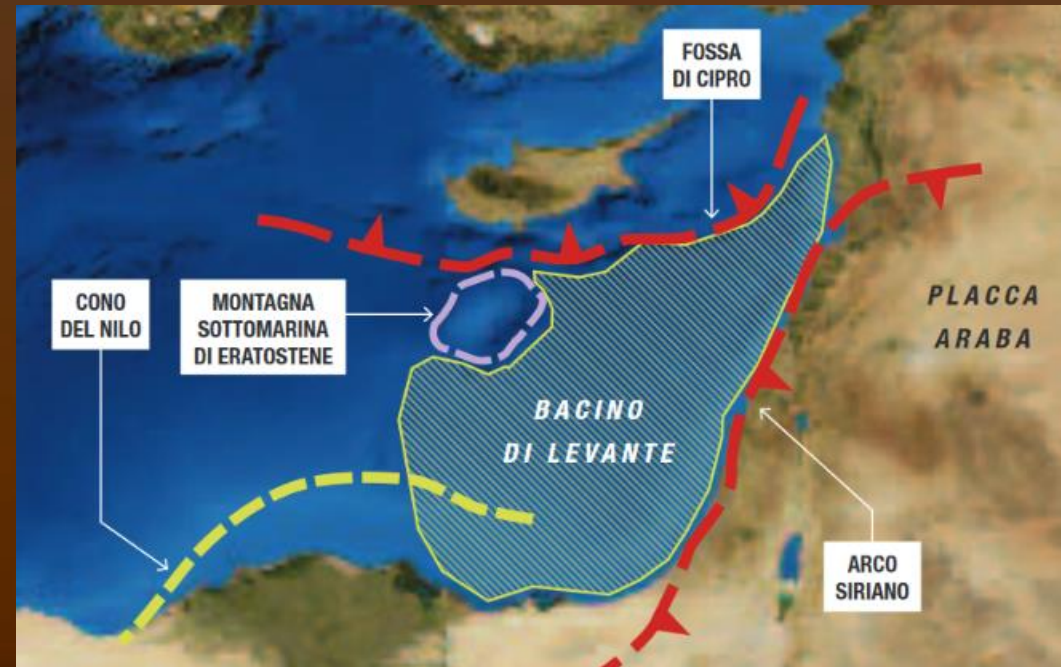 FOSSA
DI CIPRO
CONO
DEL NILO
MONTAGNA
SOTTOMARINA
DI ERATOSTENE
PLACCA
ARABA
BACINO
DI LEVANTE
ARCO
SIRIANO